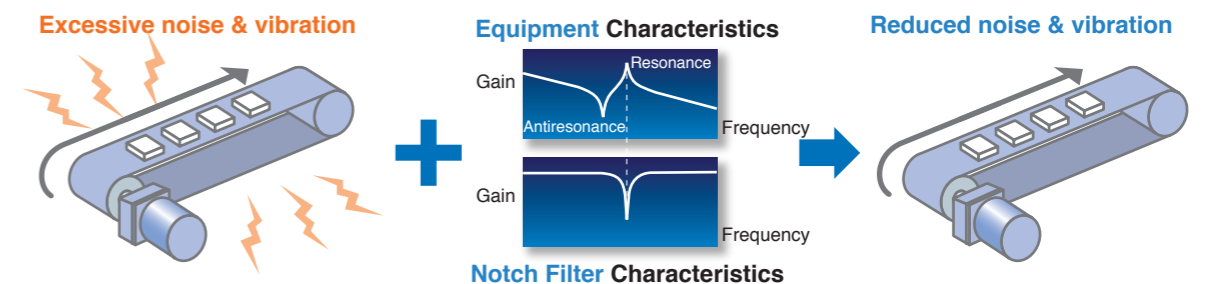 Excessive noise & vibration
Equipment Characteristics
Reduced noise & vibration
Gain
Resonance
Antiresonance
Frequency
Gain
Frequency
Notch Filter Characteristics